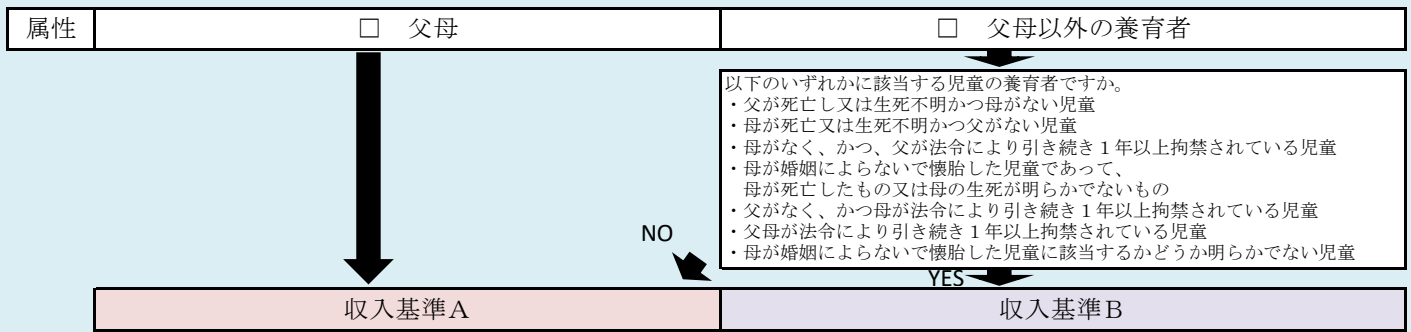 属性
□ 父母
□ 父母以外の養育者
以下のいずれかに該当する児童の養育者ですか。
・父が死亡し又は生死不明かつ母がない児童
・母が死亡又は生死不明かつ父がない児童
・母がなく、かつ、父が法令により引き続き１年以上拘禁されている児童
・母が婚姻によらないで懐胎した児童であって、
母が死亡したもの又は母の生死が明らかでないもの
・父がなく、かつ母が法令により引き続き１年以上拘禁されている児童
・父母が法令により引き続き１年以上拘禁されている児童
・母が婚姻によらないで懐胎した児童に該当するかどうか明らかでない児童
NO
YES
収入基準Ａ
収入基準Ｂ